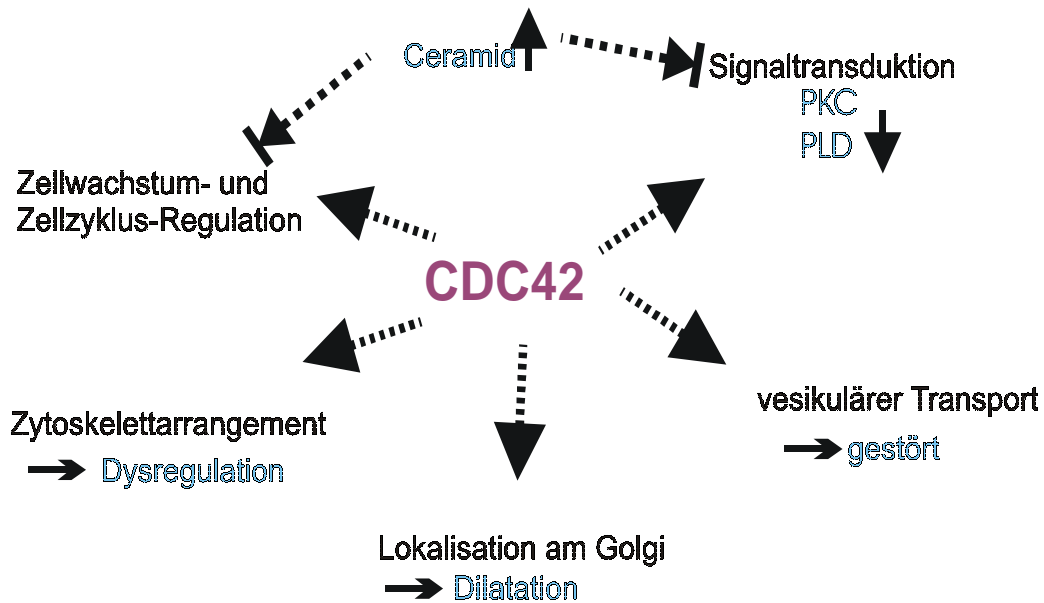 Ceramid
Signaltransduktion
PKC
PLD
Zellwachstum- und
Zellzyklus-Regulation
CDC42
Zytoskelettarrangement
Dysregulation
vesikulärer Transport
gestört
Lokalisation am Golgi
Dilatation